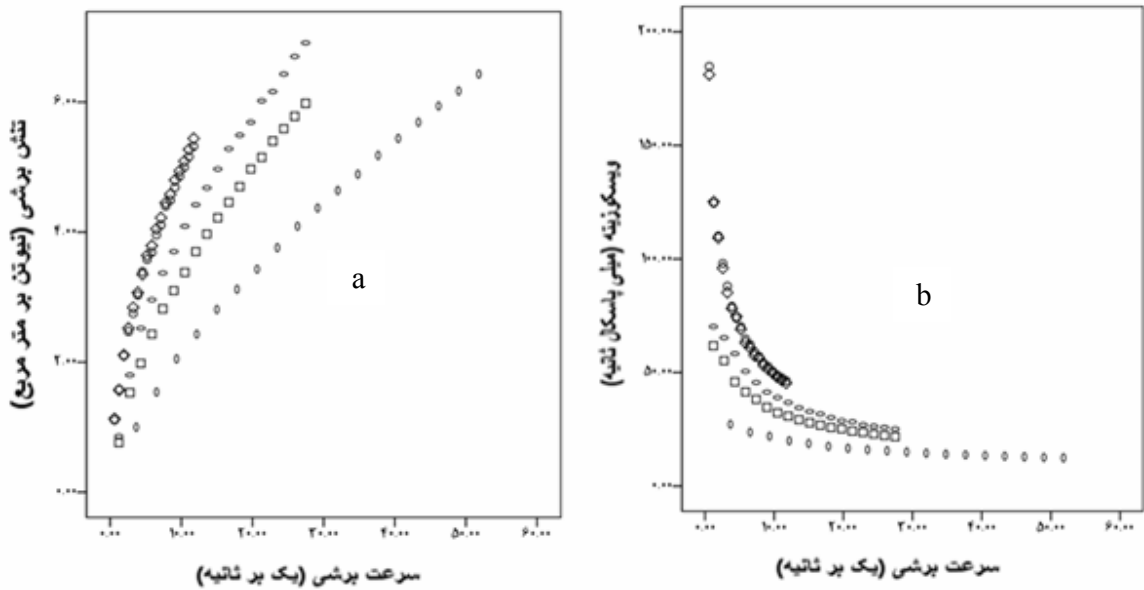 تنش برشی (نیوتن بر متر مربع)
۶.۰۰
۴.۰۰
۲.۰۰
۰.۰۰
a
۰.۰۰ ۱۰.۰۰ ۲۰.۰۰ ۳۰.۰۰ ۴۰.۰۰ ۵۰.۰۰ ۶۰.۰۰
سرعت برشی (یک بر ثانیه)
ویسکوزیته (میلی پاسکال ثانیه)
۲۰۰.۰۰
۱۵۰.۰۰
۱۰۰.۰۰
۵۰.۰۰
۰.۰۰
b
۰.۰۰ ۱۰.۰۰ ۲۰.۰۰ ۳۰.۰۰ ۴۰.۰۰ ۵۰.۰۰ ۶۰.۰۰
سرعت برشی (یک بر ثانیه)